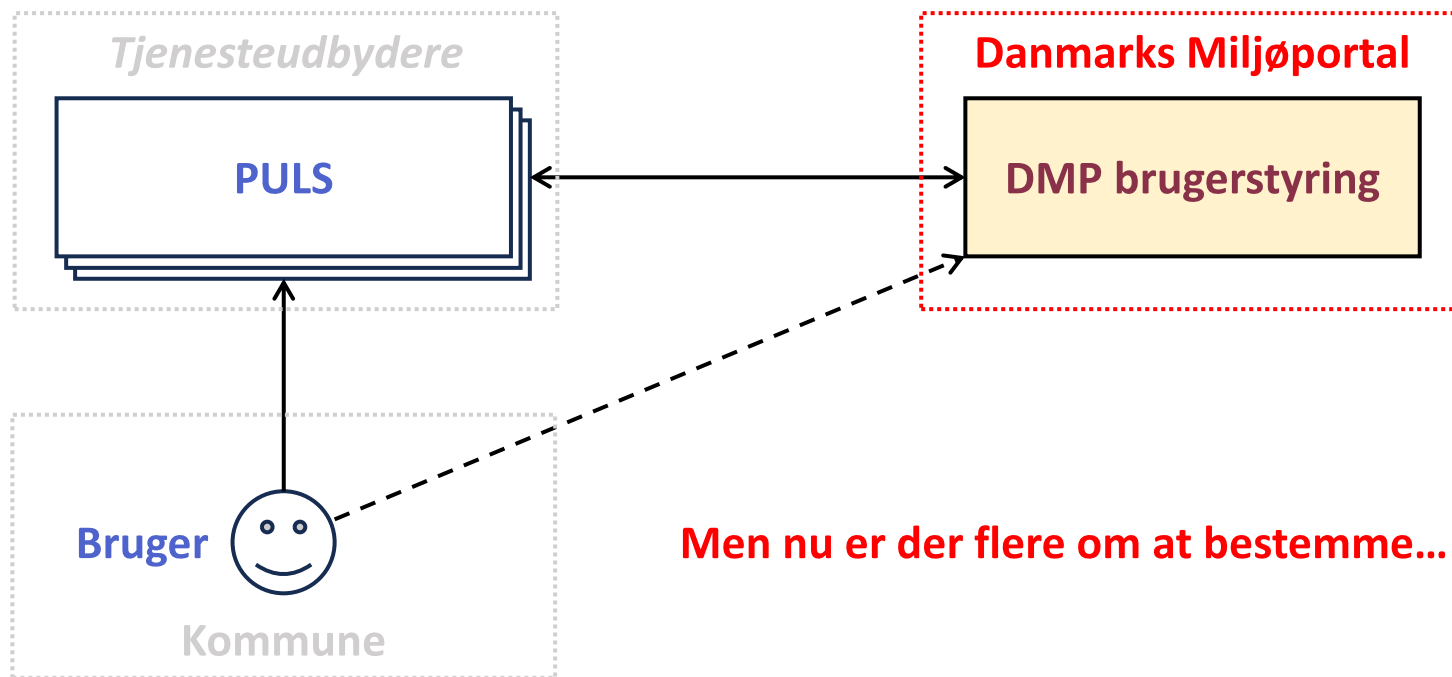 Tjenesteudbydere
Danmarks Miljøportal
PULS
DMP brugerstyring
Bruger
Men nu er der flere om at bestemme…
Kommune